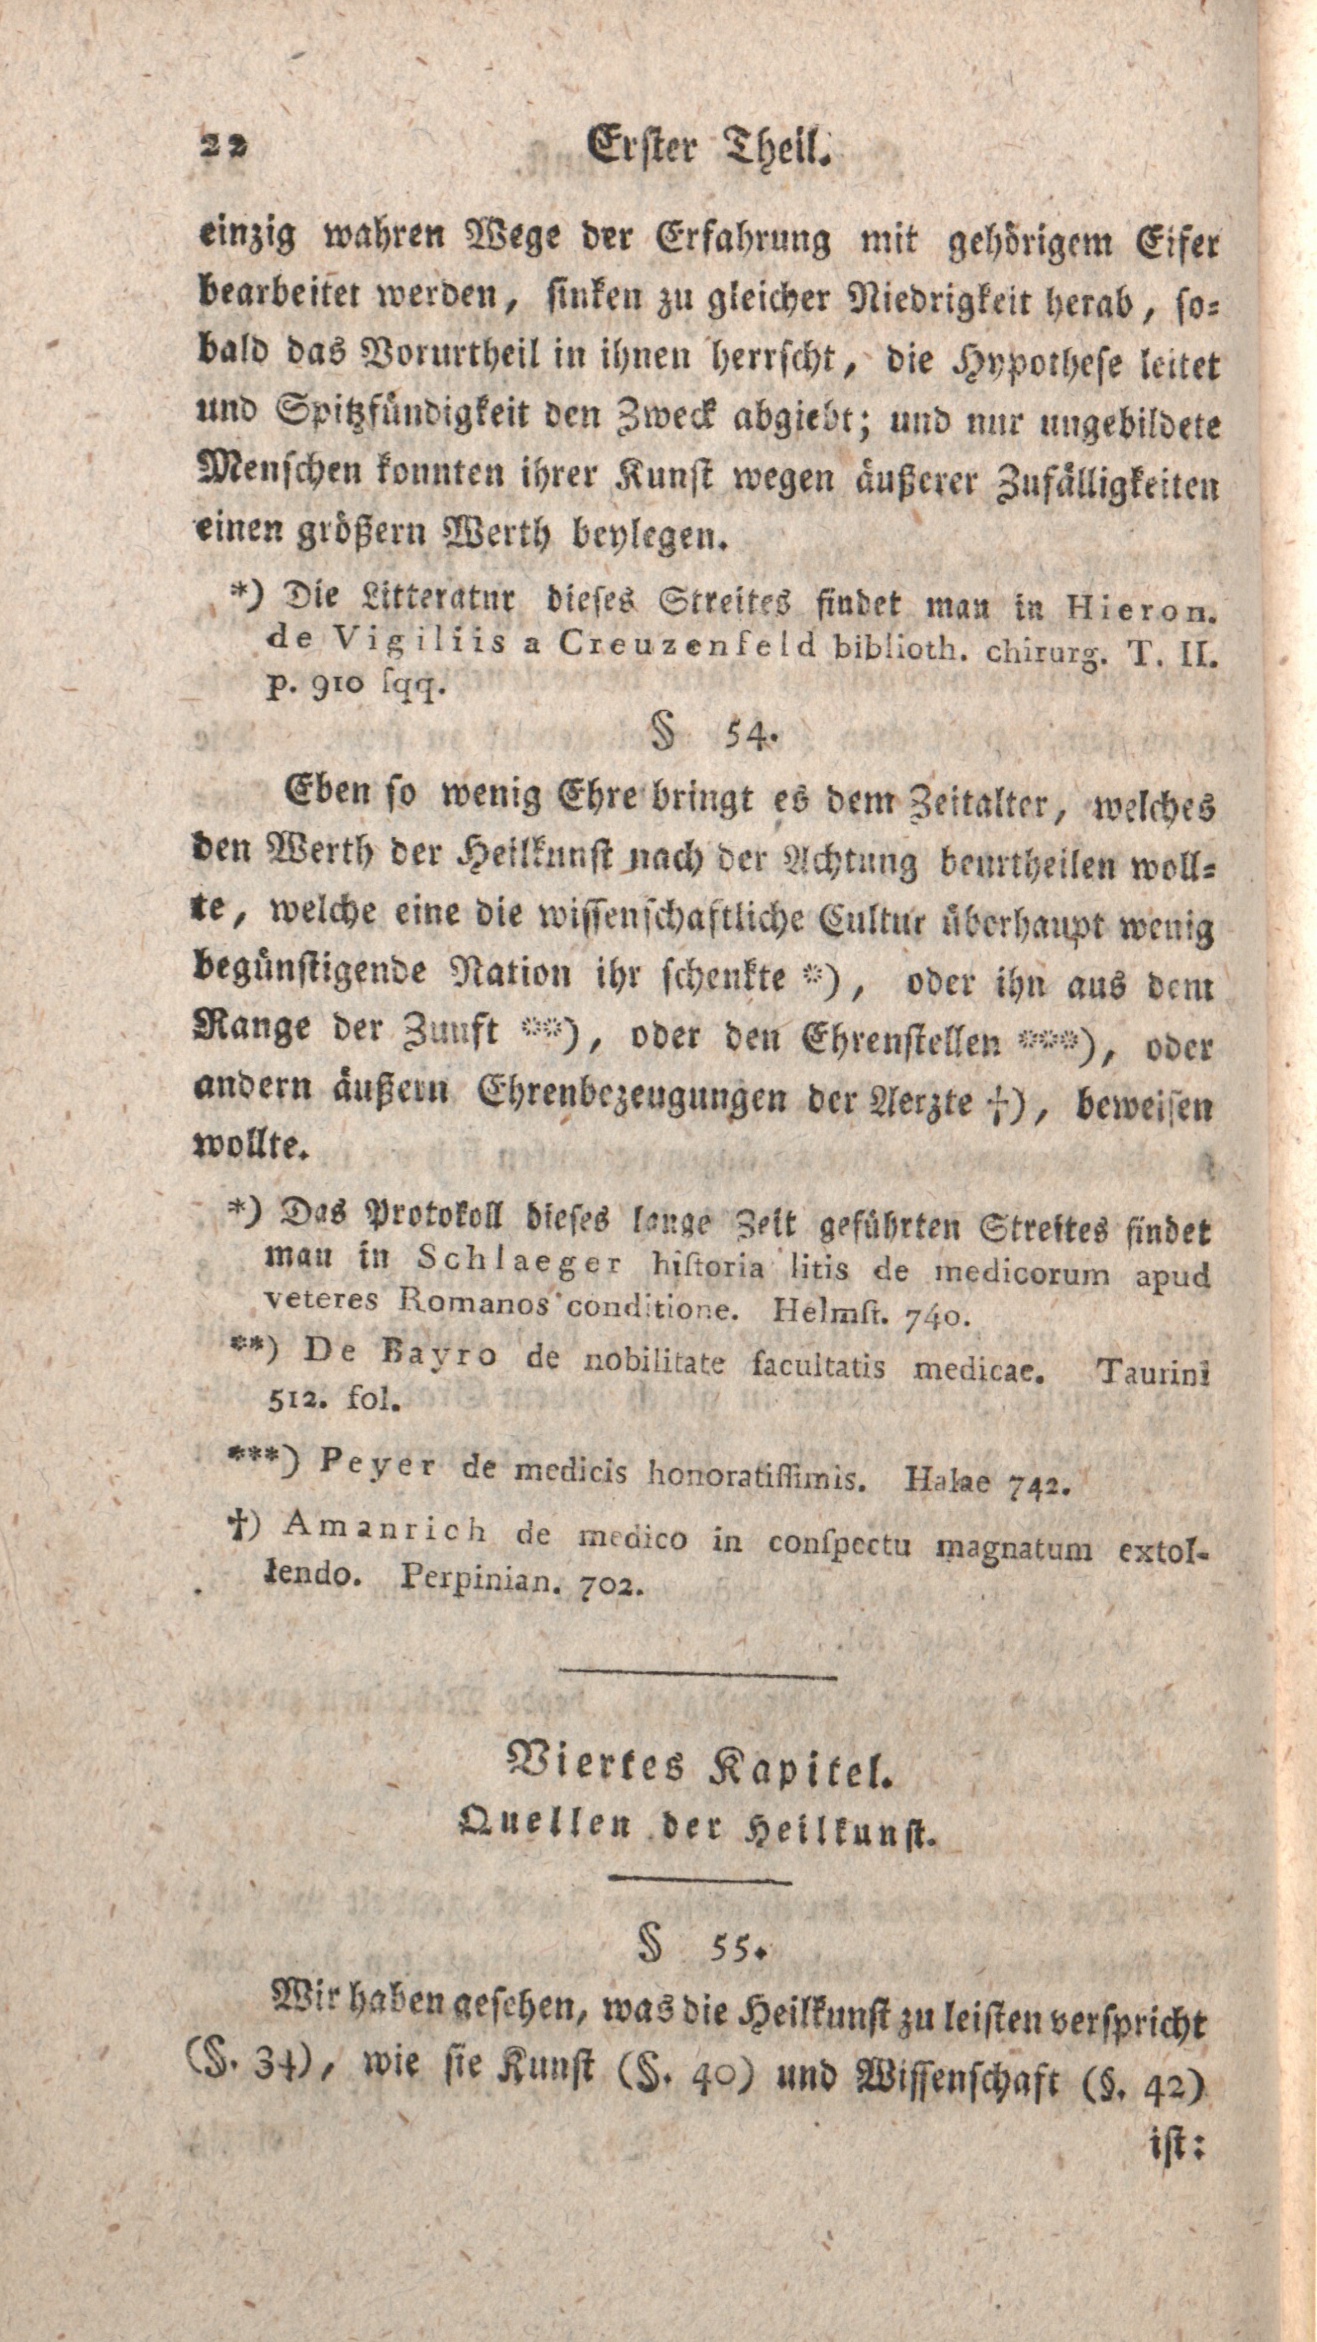 22 Erster Theil.
einzig wahren Wege der Erfahrung mit gehörigem Eifer
bearbeitet werden, sinken zu gleicher Niedrigkeit herab, so=
bald das Vorurtheil in ihnen herrscht, die Hypothese leitet
und Spitzfündigkeit den Zweck abgiebt; und nur ungebildete
Menschen konnten ihrer Kunst wegen äußerer Zufälligkeiten
einen größern Werth beylegen.
*) Die Litteratur dieses Streites findet man in Hieron.
de Vigiliis a Creuzenfeld biblioth. chirurg. T. II.
p. 910 sqq.
§ 54.
Eben so wenig Ehre bringt es dem Zeitalter, welches
den Werth der Heilkunst nach der Achtung beurtheilen woll=
te, welche eine die wissenschaftliche Cultur überhaupt wenig
begünstigende Nation ihr schenkte *), oder ihn aus dem
Range der Zunft **), oder den Ehrenstellen ***), oder
andern äußern Ehrenbezeugungen der Aerzte †), beweisen
wollte.
*) Das Protokoll dieses lange Zeit geführten Streites findet
man in Schlaeger historia litis de medicorum apud
veteres Romanos conditione. Helmst. 740.
**) De Bayro de nobilitate facultatis medicae. Taurini
512. fol.
***) Peyer de medicis honoratissimis. Halae 742.
†) Amanrich de medico in conspectu magnatum extol-
lendo. Perpinian. 702.
Viertes Kapitel.
Quellen der Heilkunst.
§ 55.
Wir haben gesehen, was die Heilkunst zu leisten verspricht
(§. 34), wie sie Kunst (§. 40) und Wissenschaft (§. 42)
ist: